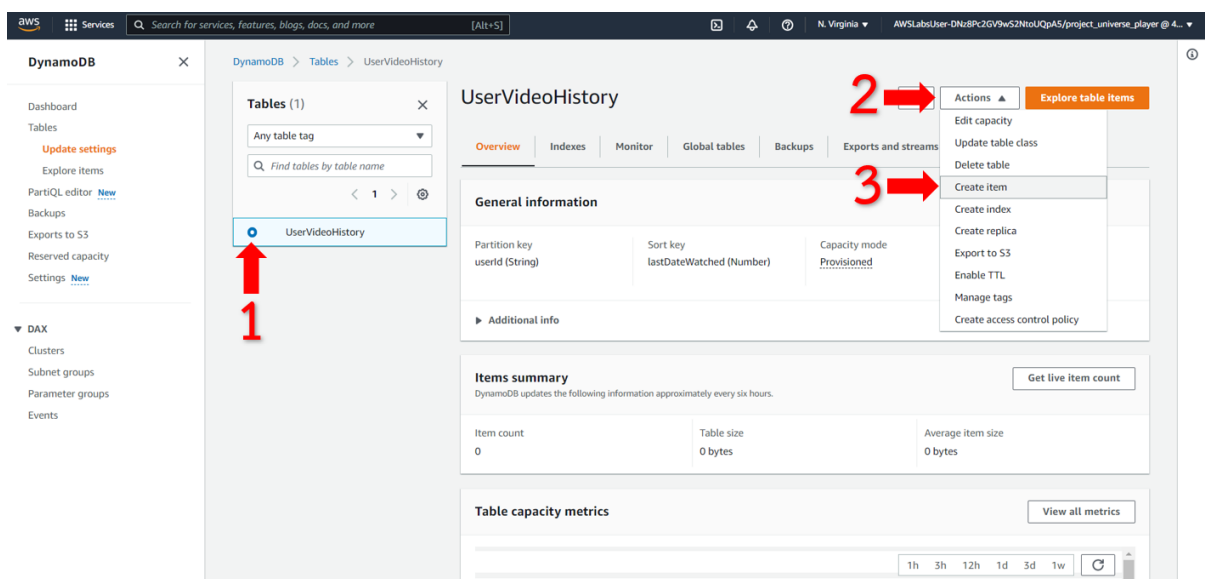 aws
Services
Search for services, features, blogs, docs, and more
[Alt+S]
N. Virginia
AWSLabsUser-DNz8Pc2GV9wS2NtoUQpA5/project_universe_player @ 4...
DynamoDB
Dashboard
Tables
Update settings
Explore items
PartiQL editor New
Backups
Exports to S3
Reserved capacity
Settings New
DAX
Clusters
Subnet groups
Parameter groups
Events
DynamoDB > Tables > UserVideoHistory
Tables (1)
Any table tag
Find tables by table name
< 1 >
UserVideoHistory
1
UserVideoHistory
2
Actions
Explore table items
Edit capacity
Update table class
Delete table
3
Create item
Create index
Create replica
Export to S3
Enable TTL
Manage tags
Create access control policy
Overview
Indexes
Monitor
Global tables
Backups
Exports and streams
General information
Partition key
userId (String)
Sort key
lastDateWatched (Number)
Capacity mode
Provisioned
Additional info
Items summary
Get live item count
DynamoDB updates the following information approximately every six hours.
Item count
0
Table size
0 bytes
Average item size
0 bytes
Table capacity metrics
View all metrics
1h 3h 12h 1d 3d 1w